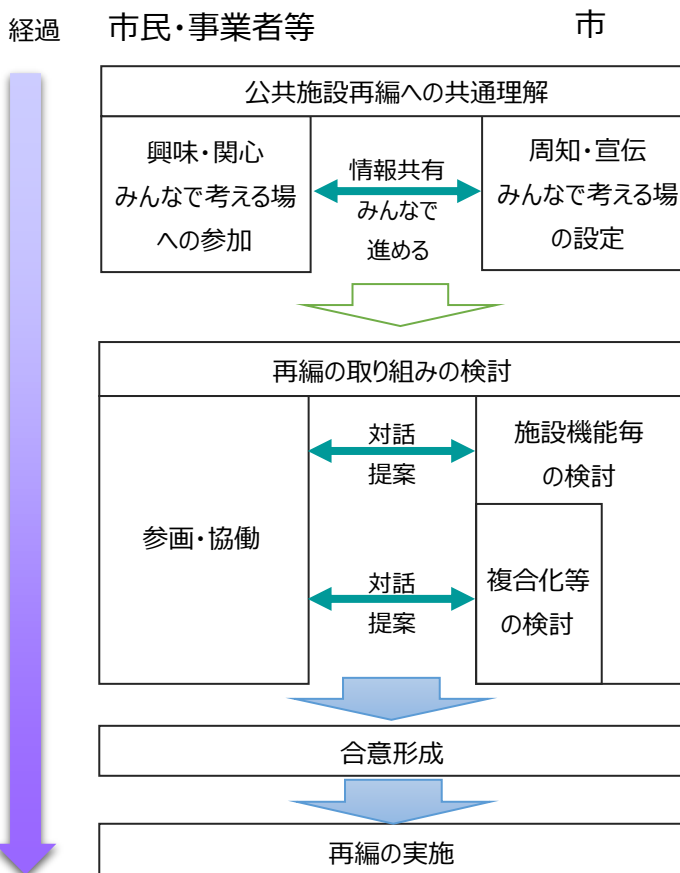 経過
市民・事業者等
市
公共施設再編への共通理解
興味・関心
みんなで考える場
への参加
情報共有
みんなで
進める
周知・宣伝
みんなで考える場
の設定
再編の取り組みの検討
参画・協働
対話
提案
対話
提案
施設機能毎
の検討
複合化等
の検討
合意形成
再編の実施